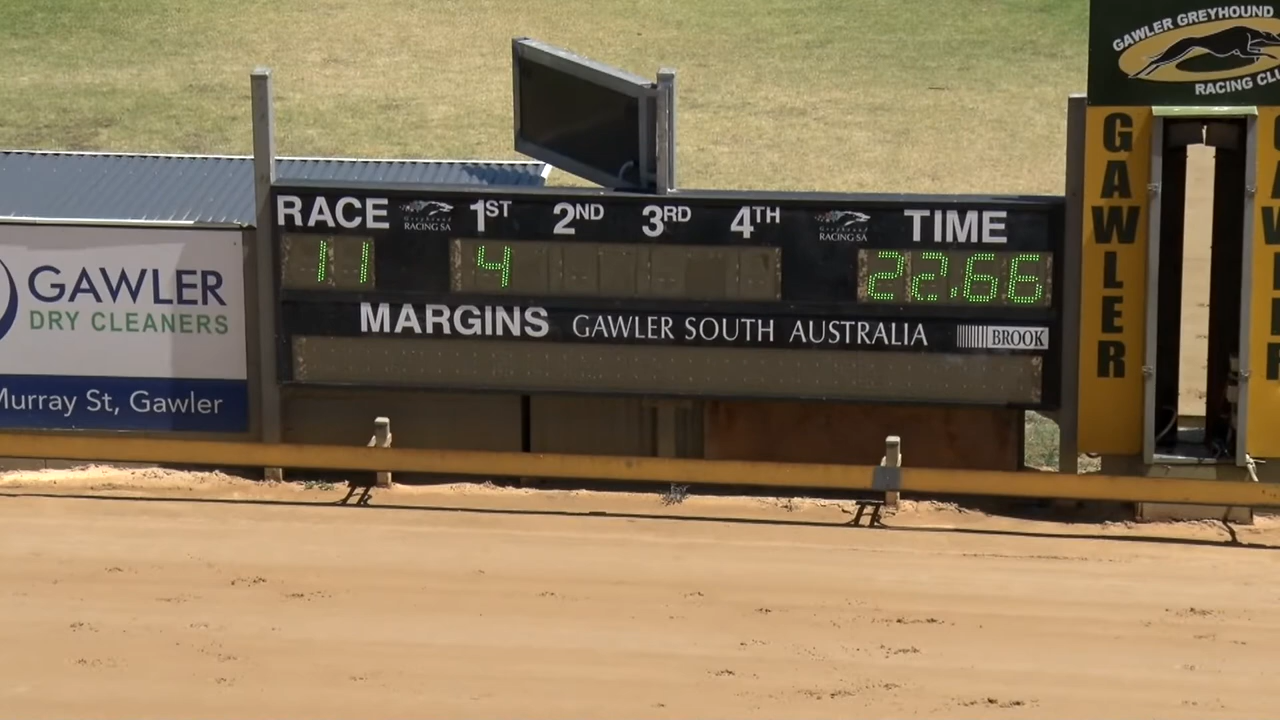 GAWLER GREYHOUND
RACING CLU
RACE
Greyhound
RACING SA
1ST 2ND 3RD 4TH
Greyhound
RACING SA
TIME
11 4 22.66
MARGINS GAWLER SOUTH AUSTRALIA BROOK
GAWLER
DRY CLEANERS
Murray St, Gawler
GAWLER